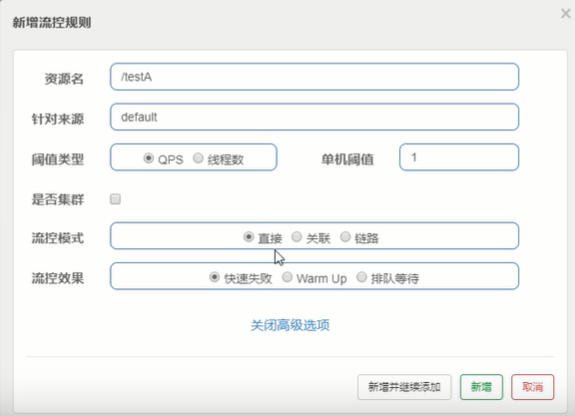 新增流控规则
资源名 /testA
针对来源 default
阈值类型 QPS 线程数 单机阈值 1
是否集群
流控模式 直接 关联 链路
流控效果 快速失败 Warm Up 排队等待
关闭高级选项
新增并继续添加 新增 取消